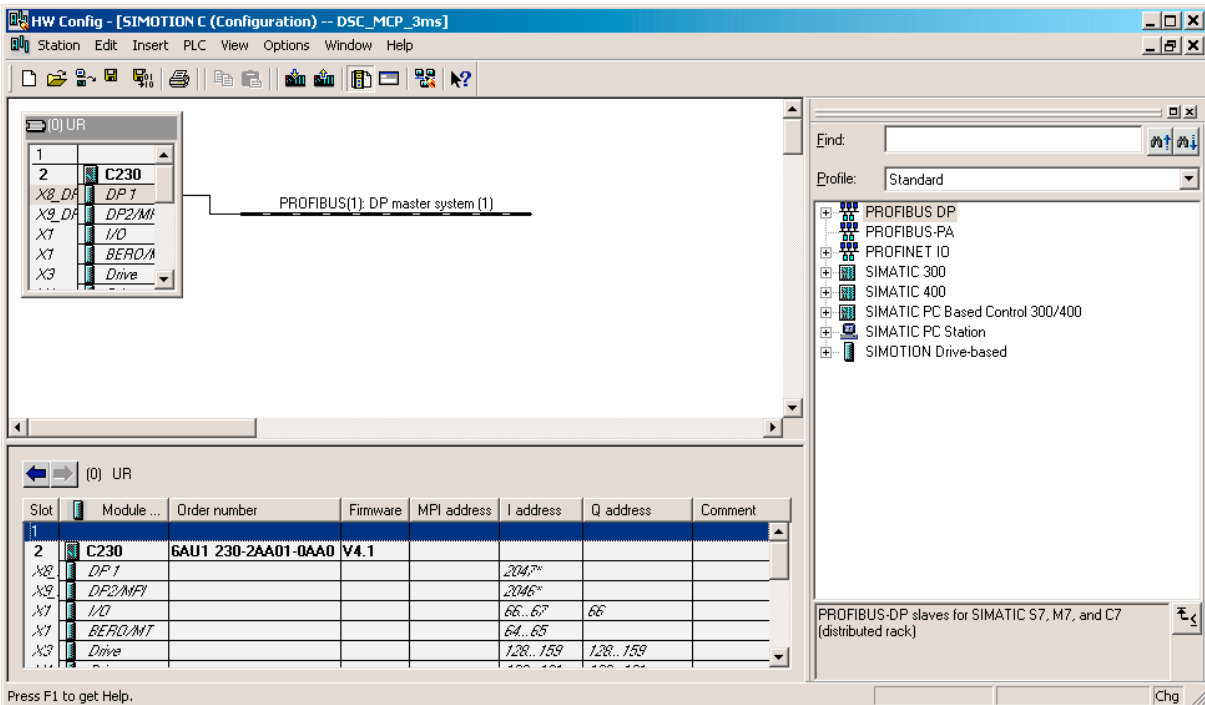 HW Config - [SIMOTION C (Configuration) -- DSC_MCP_3ms]
Station Edit Insert PLC View Options Window Help
(0) UR
1
2 C230
X8_DP DP 1
X9_DP DP2/MP
X1 I/O
X1 BERO/M
X3 Drive
PROFIBUS(1): DP master system (1)
Find:
Profile: Standard
PROFIBUS DP
PROFIBUS-PA
PROFINET IO
SIMATIC 300
SIMATIC 400
SIMATIC PC Based Control 300/400
SIMATIC PC Station
SIMOTION Drive-based
PROFIBUS-DP slaves for SIMATIC S7, M7, and C7
(distributed rack)
(0) UR
Slot Module ... Order number Firmware MPI address I address Q address Comment
1
2 C230 6AU1 230-2AA01-0AA0 V4.1
X8_ DP 1 2047*
X9_ DP2/MPI 2046*
X1 I/O 66..67 66
X1 BERO/MT 64..65
X3 Drive 128..159 128..159
Press F1 to get Help.
Chg